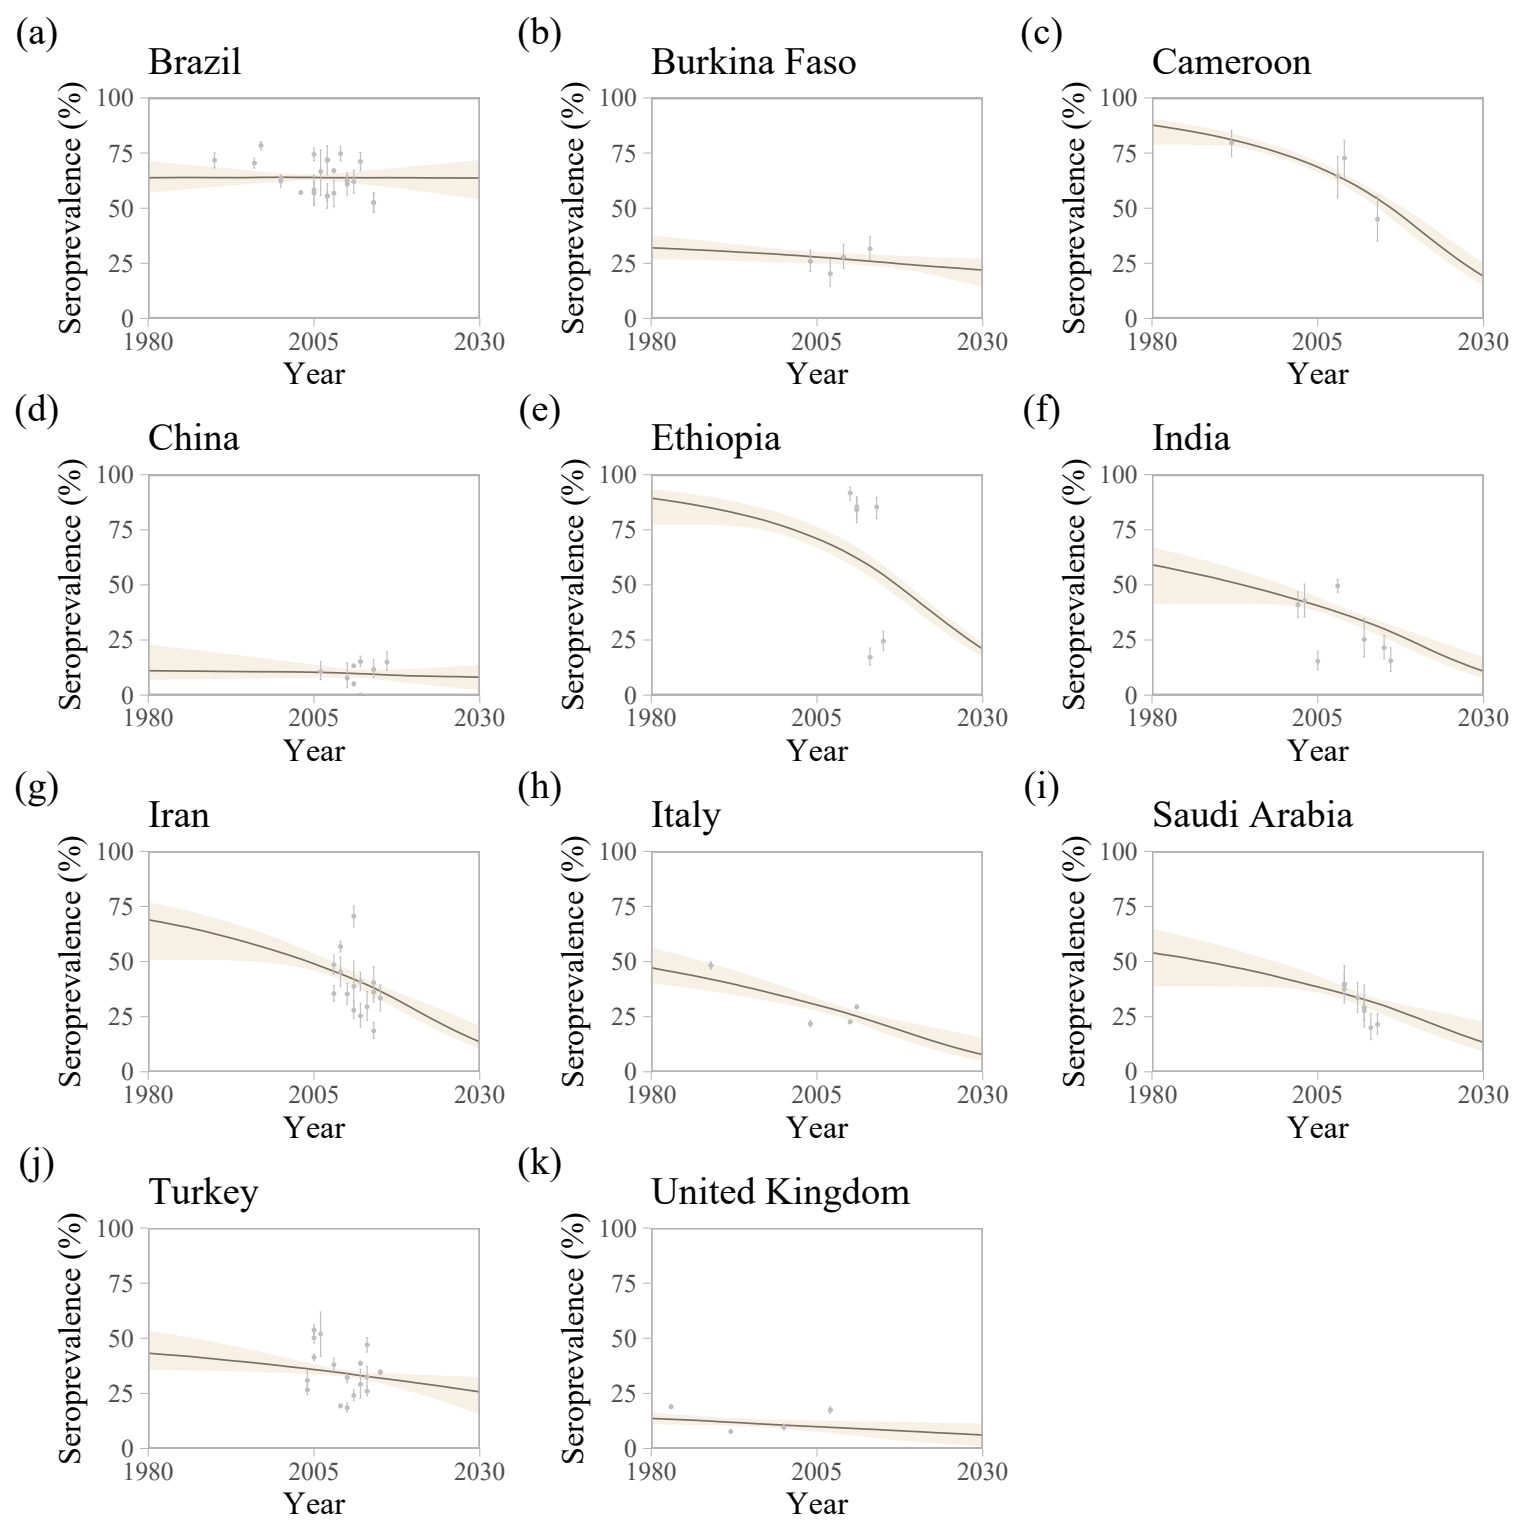 (a)
Brazil
Seroprevalence (%)
100
75
50
25
0
1980 2005 2030
Year
(b)
Burkina Faso
Seroprevalence (%)
100
75
50
25
0
1980 2005 2030
Year
(c)
Cameroon
Seroprevalence (%)
100
75
50
25
0
1980 2005 2030
Year
(d)
China
Seroprevalence (%)
100
75
50
25
0
1980 2005 2030
Year
(e)
Ethiopia
Seroprevalence (%)
100
75
50
25
0
1980 2005 2030
Year
(f)
India
Seroprevalence (%)
100
75
50
25
0
1980 2005 2030
Year
(g)
Iran
Seroprevalence (%)
100
75
50
25
0
1980 2005 2030
Year
(h)
Italy
Seroprevalence (%)
100
75
50
25
0
1980 2005 2030
Year
(i)
Saudi Arabia
Seroprevalence (%)
100
75
50
25
0
1980 2005 2030
Year
(j)
Turkey
Seroprevalence (%)
100
75
50
25
0
1980 2005 2030
Year
(k)
United Kingdom
Seroprevalence (%)
100
75
50
25
0
1980 2005 2030
Year